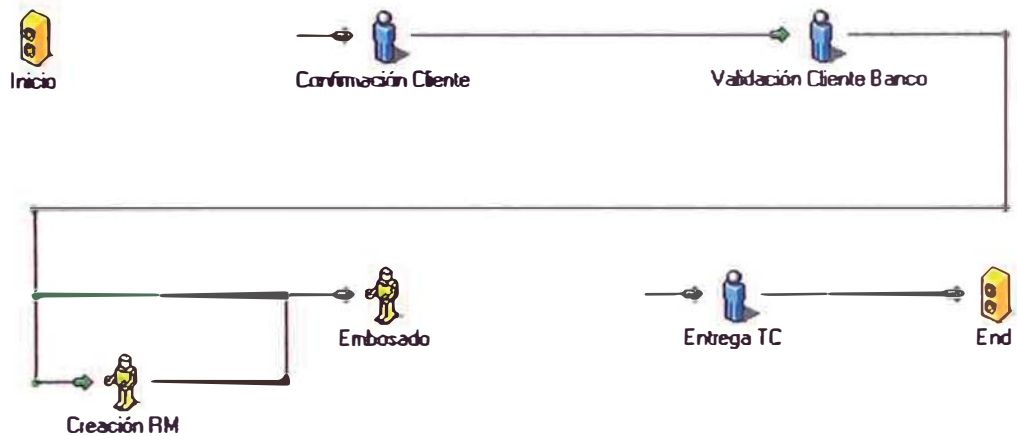 Inicio
Confirmación Cliente
Validación Cliente Banco
Embosado
Entrega TC
End
Creación RM